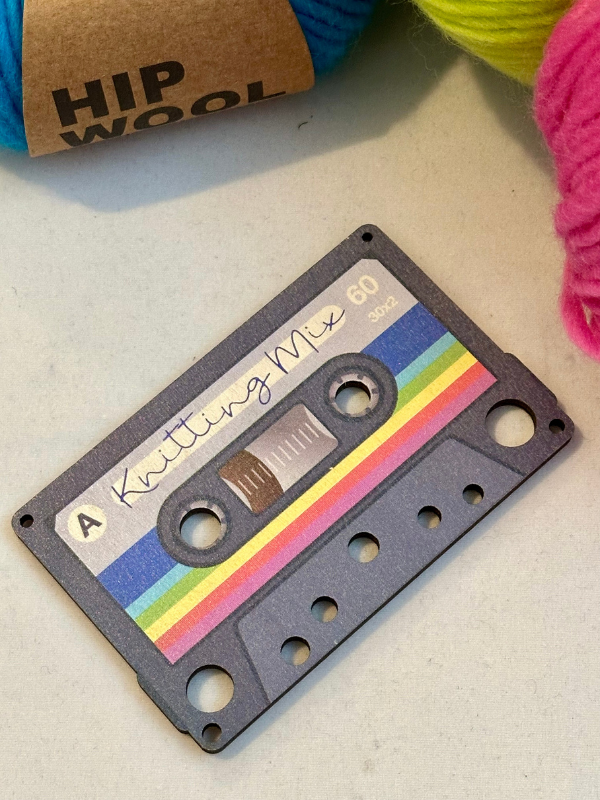 HIP
WOOL
60
30x2
Knitting Mix
A